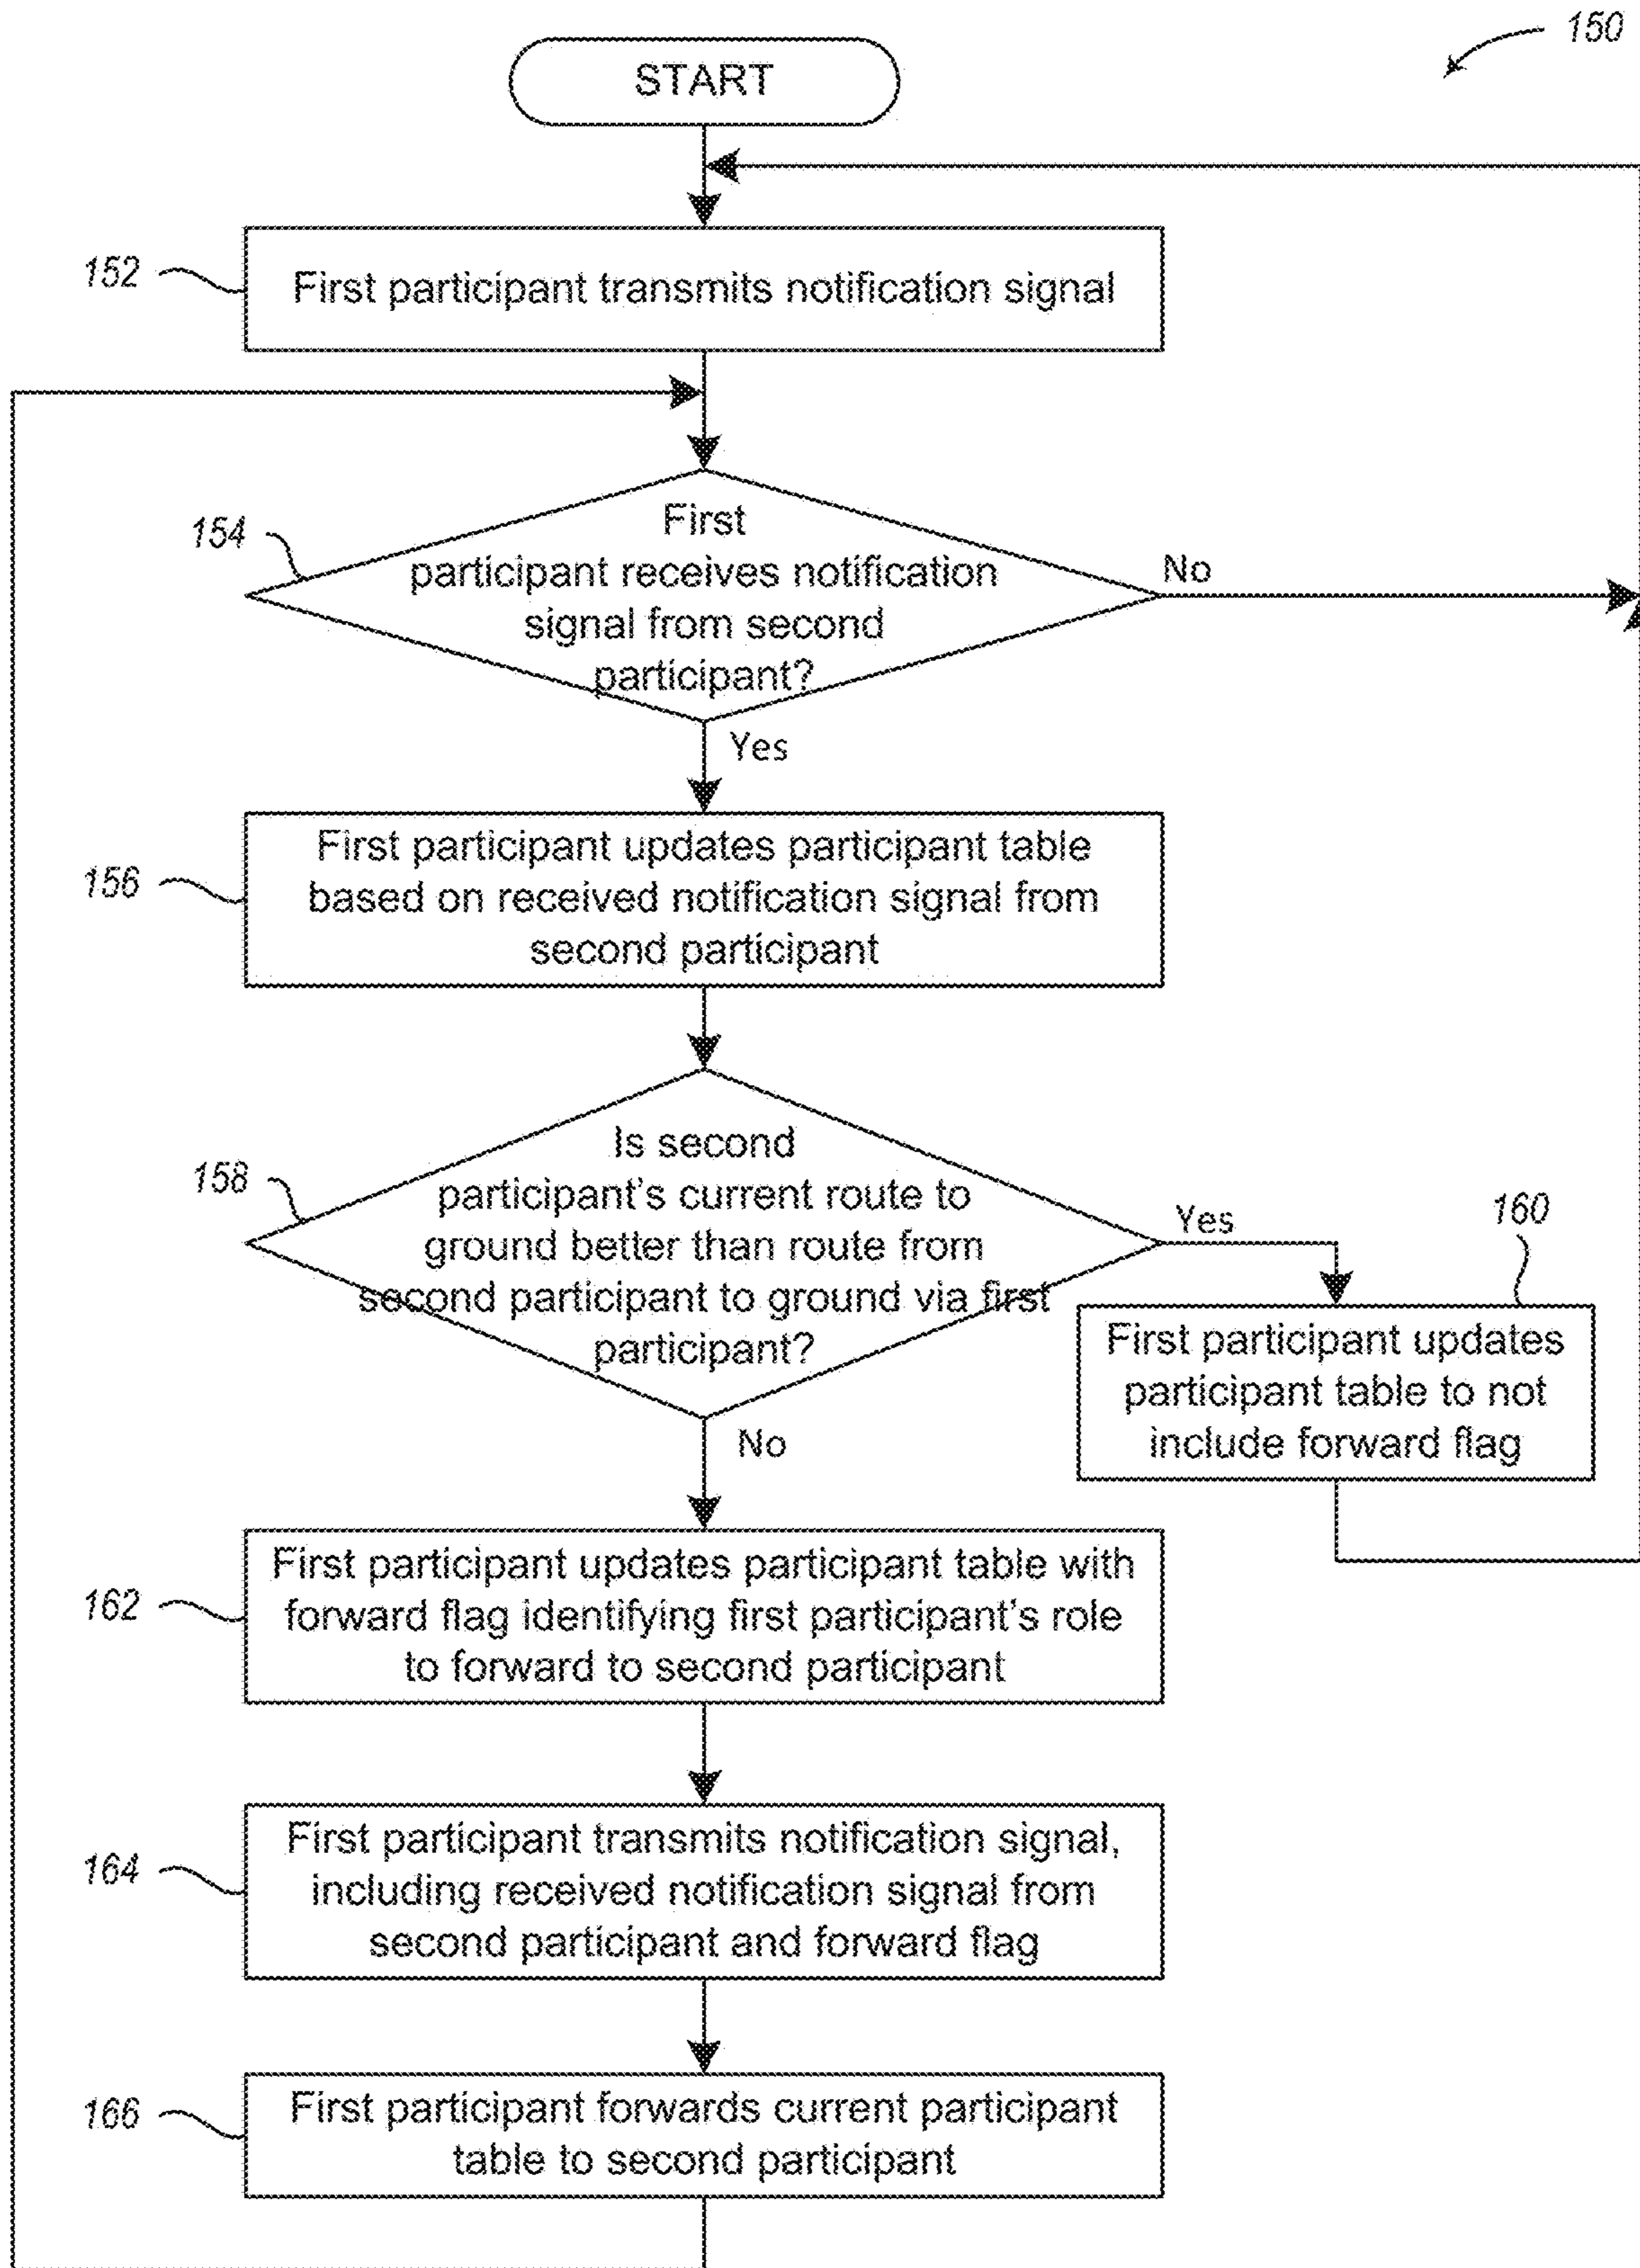 150
START
152
First participant transmits notification signal
154
First
participant receives notification
signal from second
participant?
No
Yes
156
First participant updates participant table
based on received notification signal from
second participant
158
Is second
participant's current route to
ground better than route from
second participant to ground via first
participant?
Yes
160
First participant updates
participant table to not
include forward flag
No
162
First participant updates participant table with
forward flag identifying first participant's role
to forward to second participant
164
First participant transmits notification signal,
including received notification signal from
second participant and forward flag
166
First participant forwards current participant
table to second participant